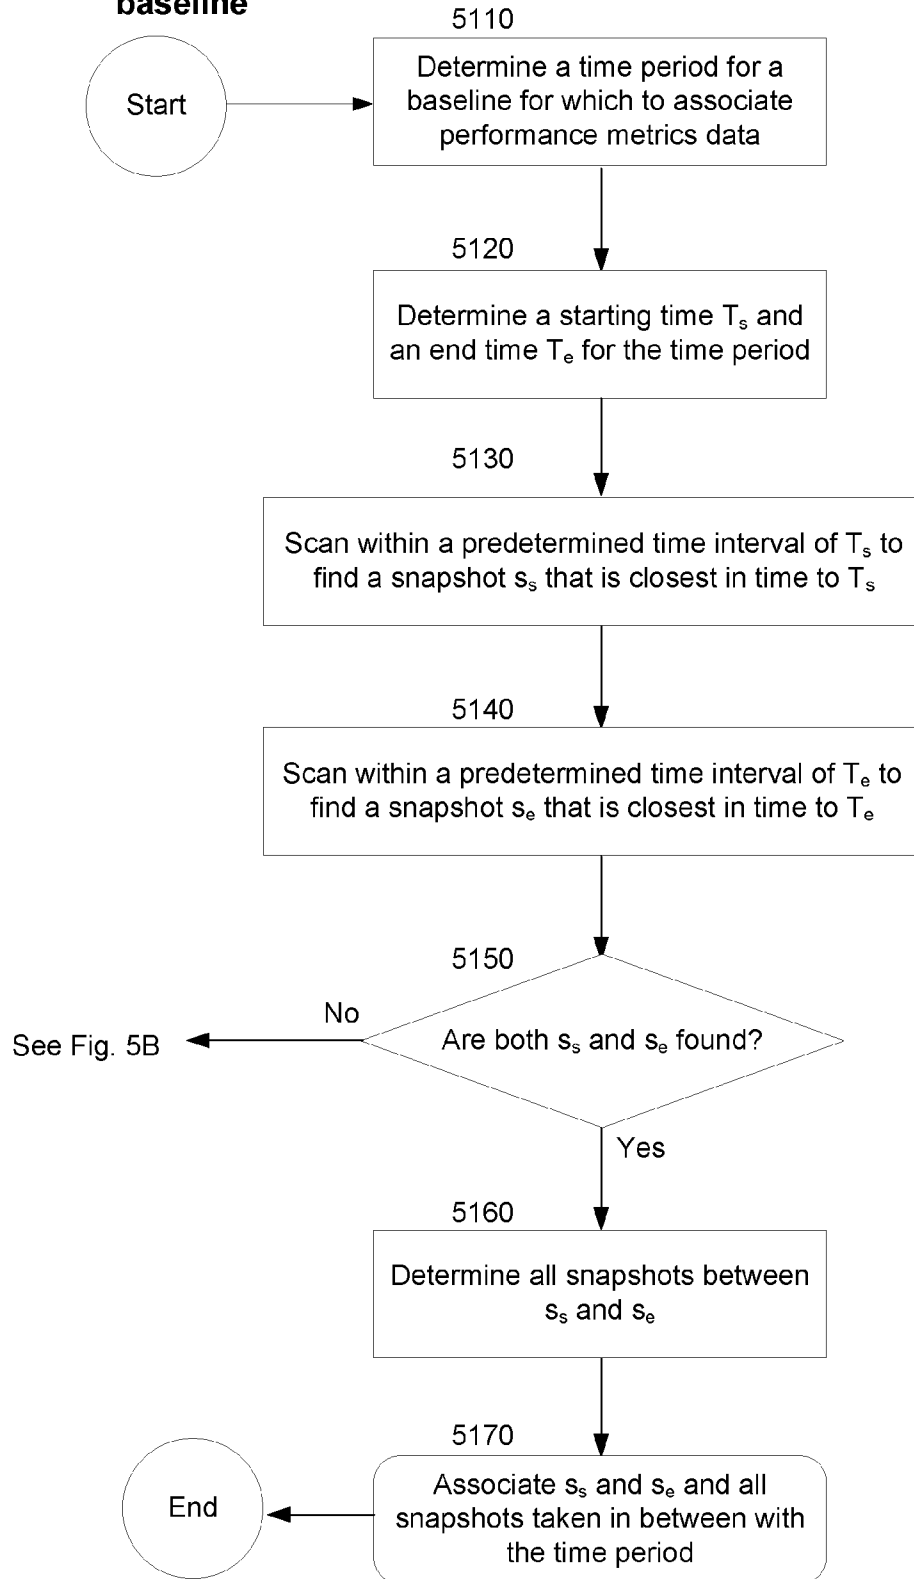 baseline
5110
Start
Determine a time period for a
baseline for which to associate
performance metrics data
5120
Determine a starting time Ts and
an end time Te for the time period
5130
Scan within a predetermined time interval of Ts to
find a snapshot ss that is closest in time to Ts
5140
Scan within a predetermined time interval of Te to
find a snapshot se that is closest in time to Te
5150
No
See Fig. 5B
Are both ss and se found?
Yes
5160
Determine all snapshots between
ss and se
5170
End
Associate ss and se and all
snapshots taken in between with
the time period